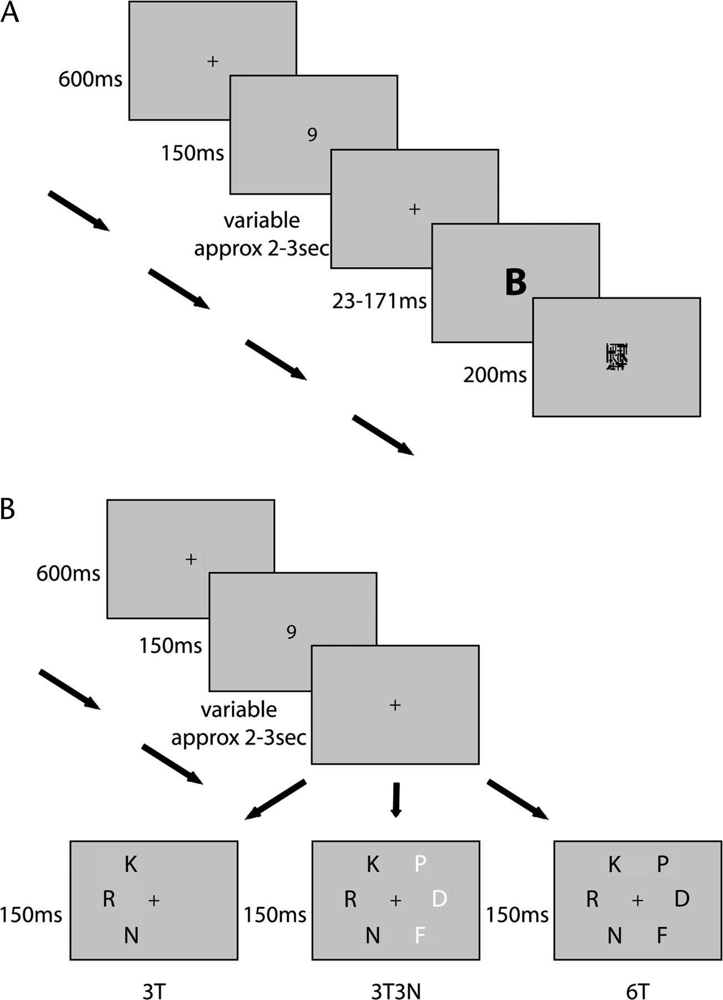 A
+
600ms
9
150ms
+
variable
approx 2-3sec
B
23-171ms
200ms
B
+
600ms
9
150ms
+
variable
approx 2-3sec
K
R +
N
150ms
3T
K P
R + D
N F
150ms
3T3N
K P
R + D
N F
150ms
6T